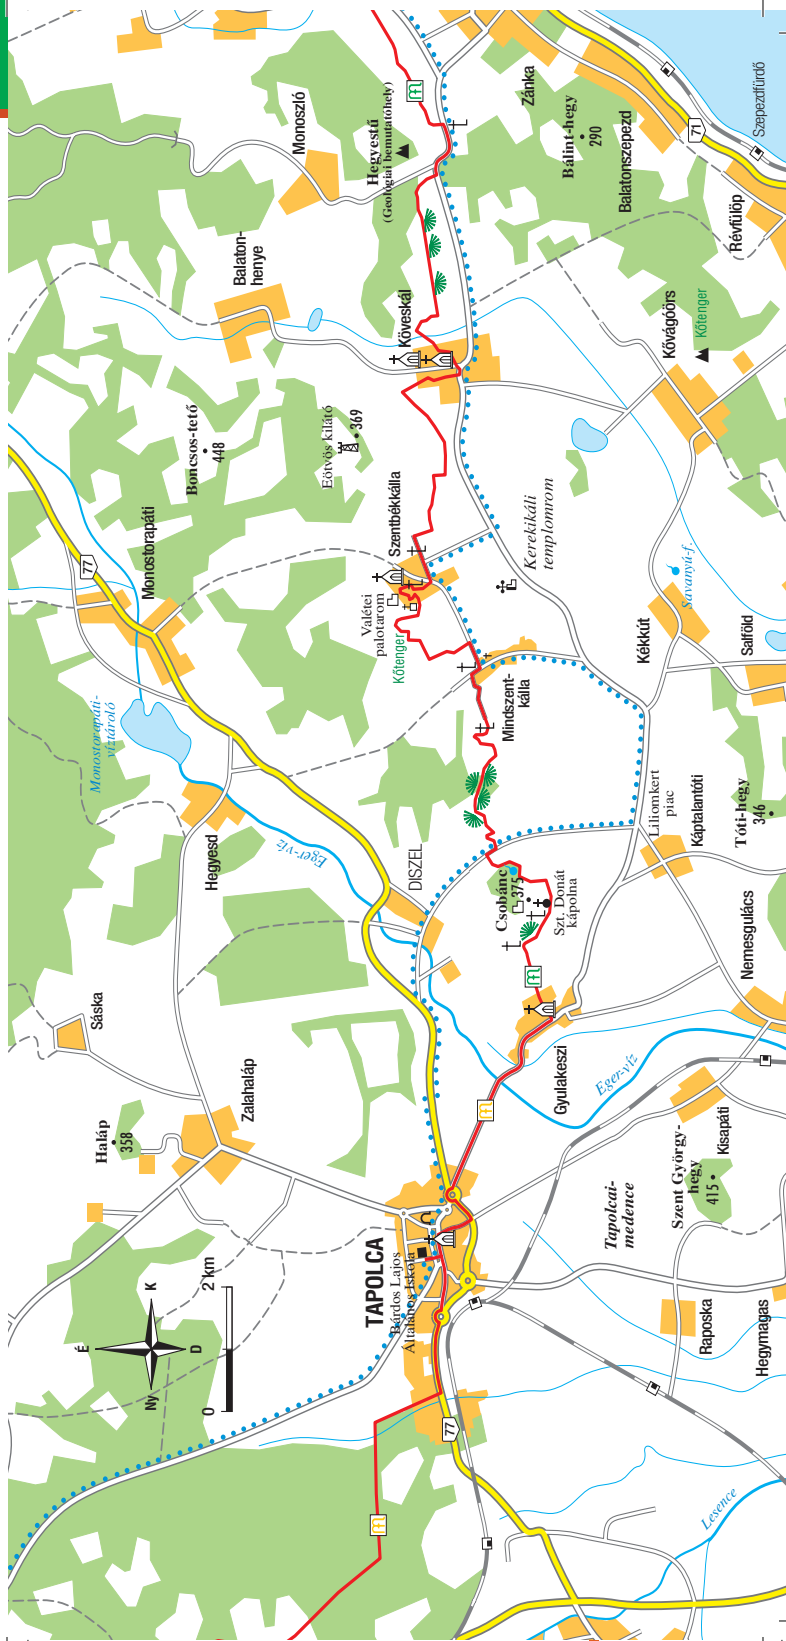 Szepezdfürdő
71
Zánka
Bálint-hegy
290
Balatonszepezd
Révfülöp
Monoszló
Hegyestű
(Geológiai bemutatóhely)
Balaton-
henye
Köveskál
Kővágóörs
Kőtenger
Boncsos-tető
448
Eötvös kilátó
369
Szentbékkálla
Kerekikáli
templomrom
Monostorapáti
77
Valétei
palotarom
Kőtenger
Savanyú-f.
Kékkút
Salföld
Mindszent-
kálla
Monostorapáti-
víztároló
Hegyesd
Eger-víz
DISZEL
Liliomkert
piac
Káptalantóti
Tóti-hegy
346
Csobánc
375
Szt. Donát
kápolna
Nemesgulács
Sáska
Zalahaláp
Haláp
358
Gyulakeszi
Eger-víz
Kisapáti
Szent György-
hegy
415
Tapolcai-
medence
TAPOLCA
Bárdos Lajos
Általános Iskola
Raposka
Hegymagas
É
K
D
Ny
0
2 km
77
Lesence
m
m
m
m